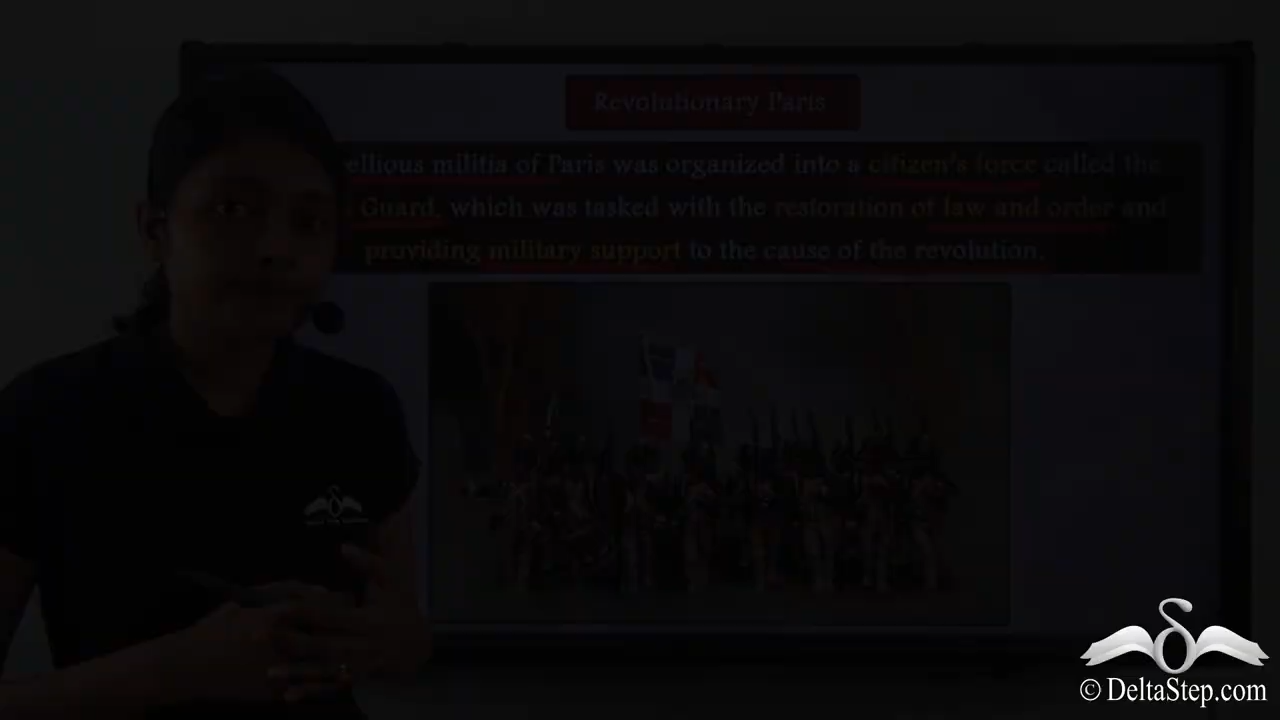 Revolutionary Paris
ellious militia of Paris was organized into a citizen's force called the
Guard, which was tasked with the restoration of law and order and
providing military support to the cause of the revolution.
© DeltaStep.com